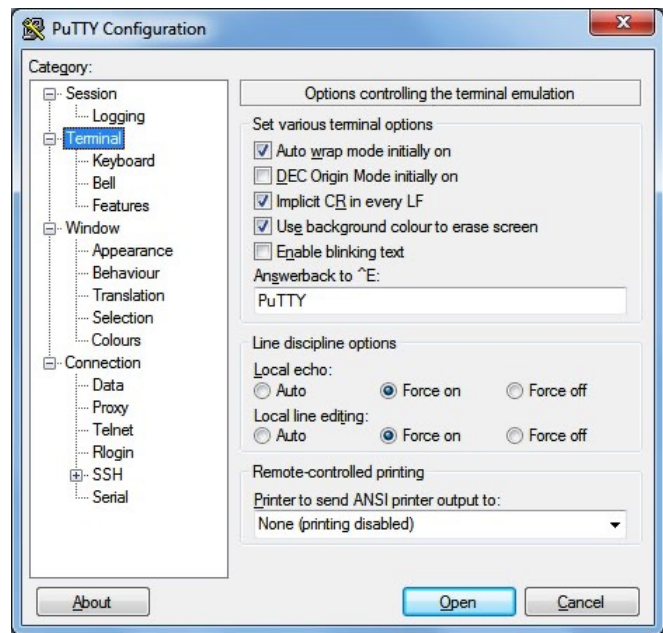 PuTTY Configuration
Category:
Session
Logging
Terminal
Keyboard
Bell
Features
Window
Appearance
Behaviour
Translation
Selection
Colours
Connection
Data
Proxy
Telnet
Rlogin
SSH
Serial
Options controlling the terminal emulation
Set various terminal options
Auto wrap mode initially on
DEC Origin Mode initially on
Implicit CR in every LF
Use background colour to erase screen
Enable blinking text
Answerback to ^E:
PuTTY
Line discipline options
Local echo:
Auto Force on Force off
Local line editing:
Auto Force on Force off
Remote-controlled printing
Printer to send ANSI printer output to:
None (printing disabled)
About Open Cancel